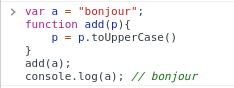 > var a = "bonjour";
function add(p){
    p = p.toUpperCase()
}
add(a);
console.log(a); // bonjour